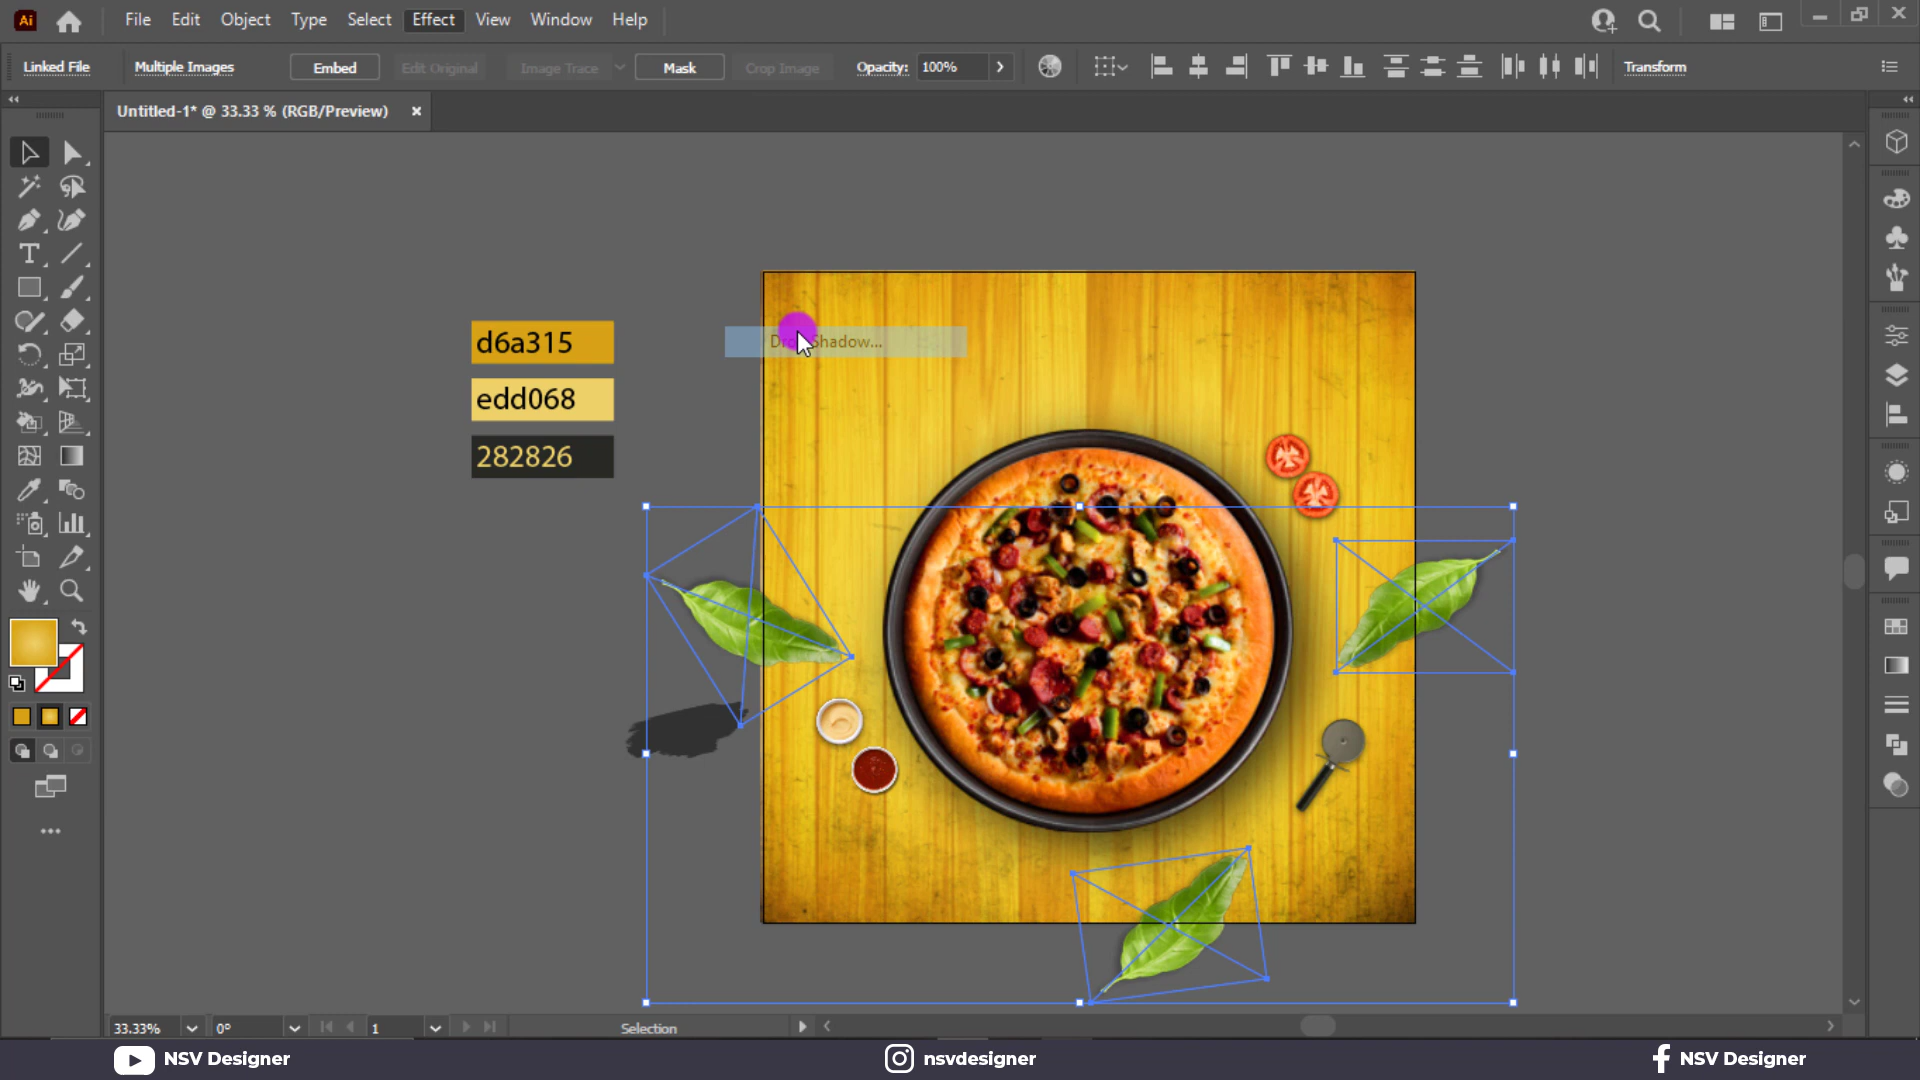 Ai File Edit Object Type Select Effect View Window Help
Linked File Multiple Images Embed Edit Original Image Trace Mask Crop Image Opacity: 100% Transform
Untitled-1* @ 33.33 % (RGB/Preview) ×
d6a315
Drop Shadow...
edd068
282826
33.33% 0° 1 Selection
NSV Designer nsvdesigner NSV Designer